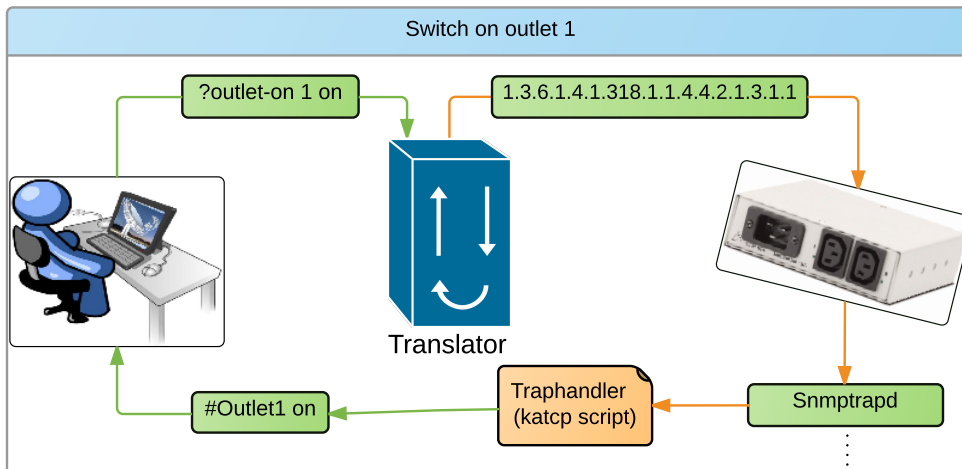 Switch on outlet 1
?outlet-on 1 on
1.3.6.1.4.1.318.1.1.4.4.2.1.3.1.1
Translator
Traphandler
(katcp script)
#Outlet1 on
Snmptrapd